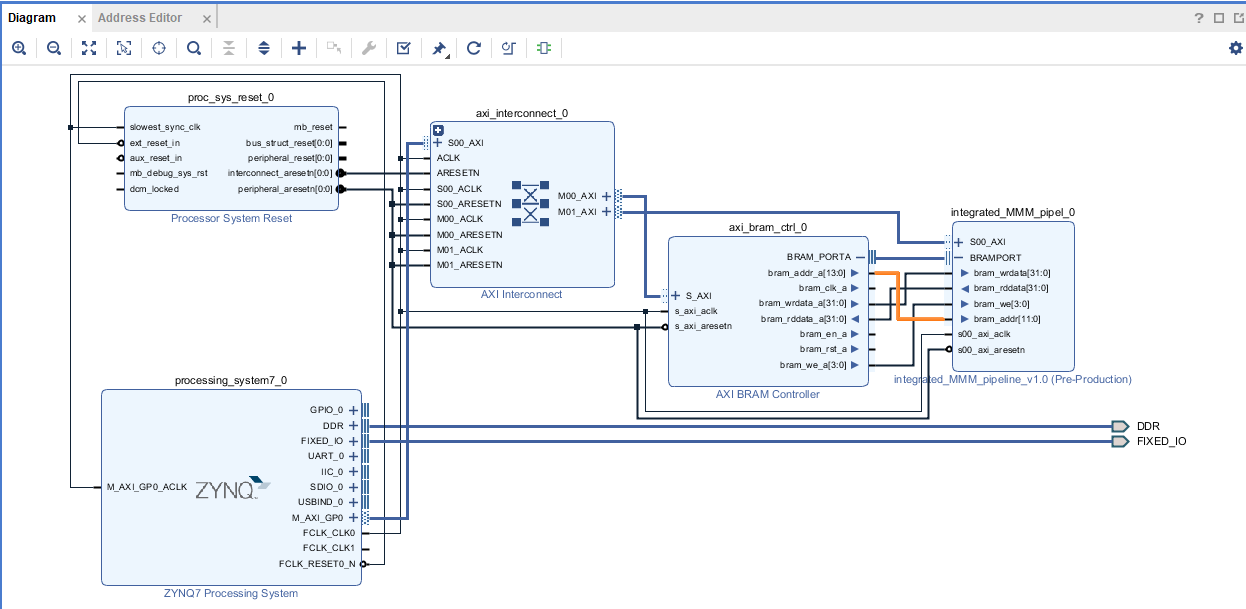 Diagram
Address Editor
proc_sys_reset_0
slowest_sync_clk
ext_reset_in
aux_reset_in
mb_debug_sys_rst
dcm_locked
mb_reset
bus_struct_reset[0:0]
peripheral_reset[0:0]
interconnect_aresetn[0:0]
peripheral_aresetn[0:0]
Processor System Reset
axi_interconnect_0
S00_AXI
ACLK
ARESETN
S00_ACLK
S00_ARESETN
M00_ACLK
M00_ARESETN
M01_ACLK
M01_ARESETN
M00_AXI
M01_AXI
AXI Interconnect
axi_bram_ctrl_0
S_AXI
s_axi_aclk
s_axi_aresetn
BRAM_PORTA
bram_addr_a[13:0]
bram_clk_a
bram_wrdata_a[31:0]
bram_rddata_a[31:0]
bram_en_a
bram_rst_a
bram_we_a[3:0]
AXI BRAM Controller
integrated_MMM_pipel_0
S00_AXI
BRAMPORT
bram_wrdata[31:0]
bram_rddata[31:0]
bram_we[3:0]
bram_addr[11:0]
s00_axi_aclk
s00_axi_aresetn
integrated_MMM_pipeline_v1.0 (Pre-Production)
processing_system7_0
M_AXI_GP0_ACLK
ZYNQ
GPIO_0
DDR
FIXED_IO
UART_0
IIC_0
SDIO_0
USBIND_0
M_AXI_GP0
FCLK_CLK0
FCLK_CLK1
FCLK_RESET0_N
ZYNQ7 Processing System
DDR
FIXED_IO